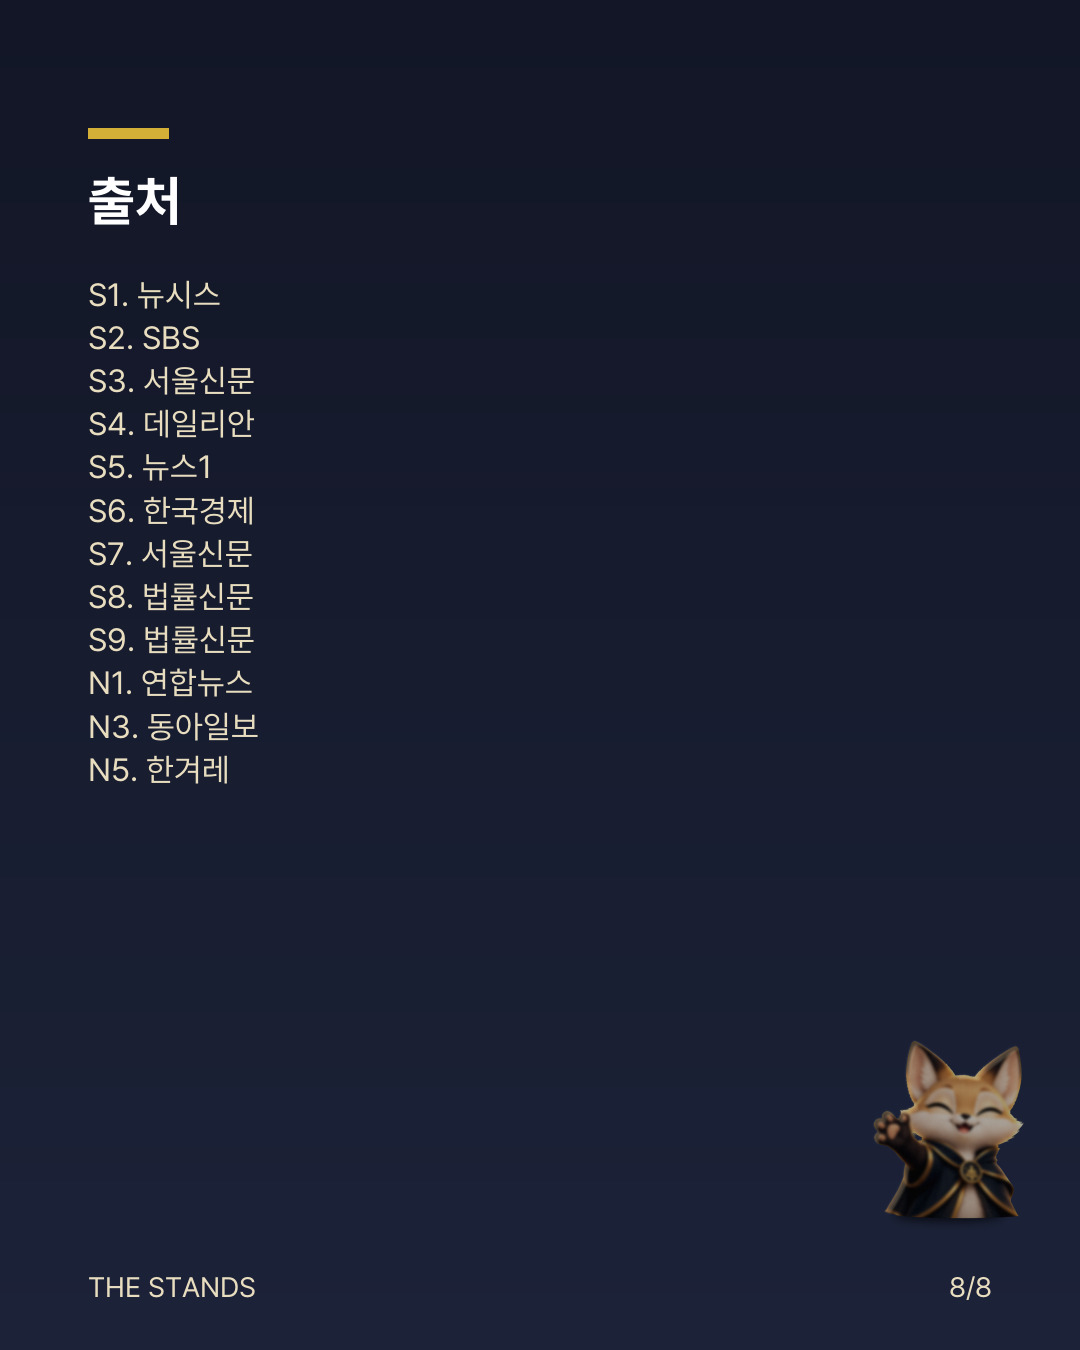 출처
S1. 뉴시스
S2. SBS
S3. 서울신문
S4. 데일리안
S5. 뉴스1
S6. 한국경제
S7. 서울신문
S8. 법률신문
S9. 법률신문
N1. 연합뉴스
N3. 동아일보
N5. 한겨레
THE STANDS
8/8